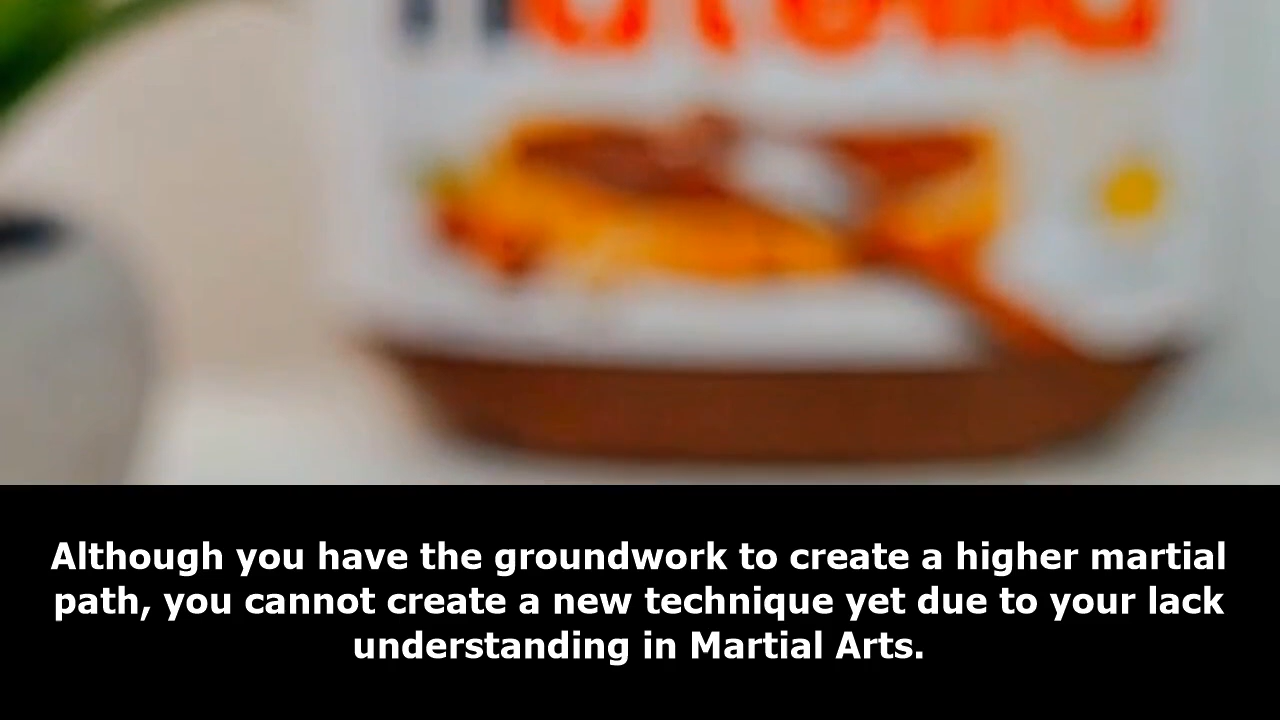 nutella
Although you have the groundwork to create a higher martial
path, you cannot create a new technique yet due to your lack
understanding in Martial Arts.